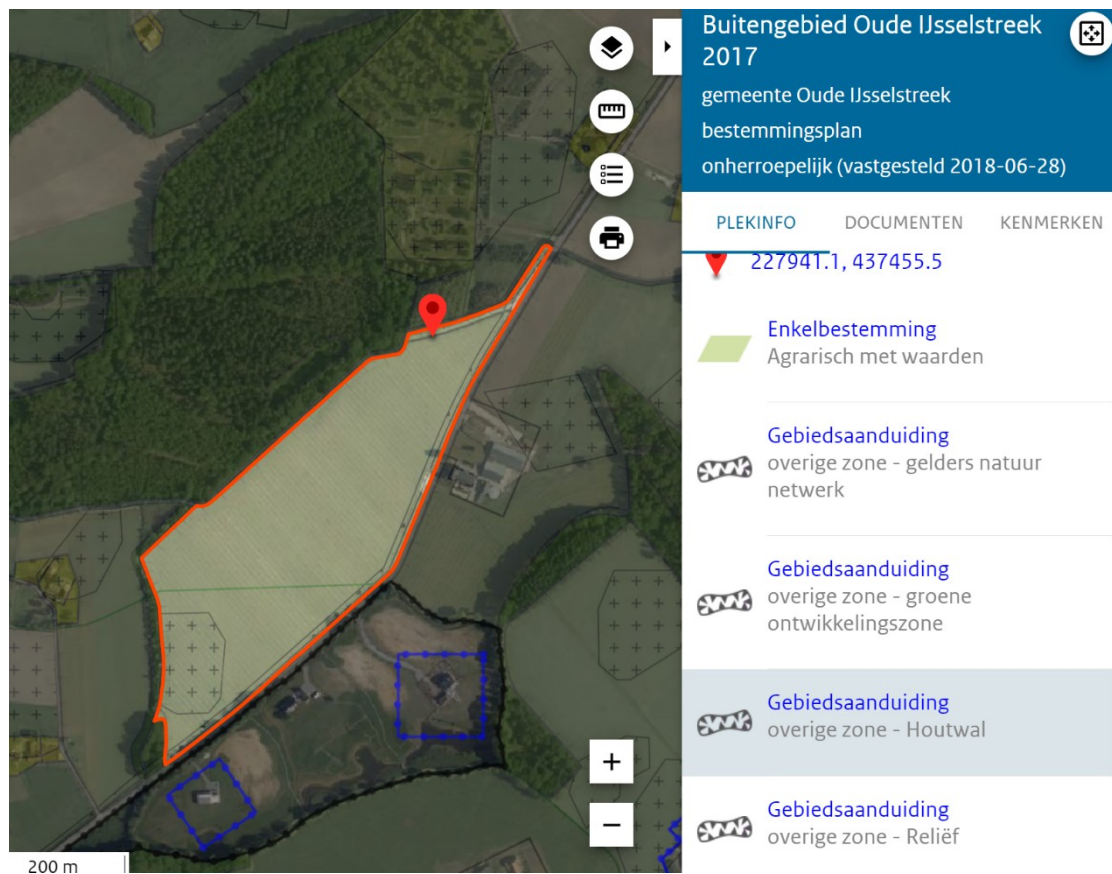 Buitengebied Oude IJsselstreek
2017
gemeente Oude IJsselstreek
bestemmingsplan
onherroepelijk (vastgesteld 2018-06-28)
PLEKINFO DOCUMENTEN KENMERKEN
227941.1, 437455.5
Enkelbestemming
Agrarisch met waarden
Gebiedsaanduiding
overige zone - gelders natuur
netwerk
Gebiedsaanduiding
overige zone - groene
ontwikkelingszone
Gebiedsaanduiding
overige zone - Houtwal
Gebiedsaanduiding
overige zone - Reliëf
200 m